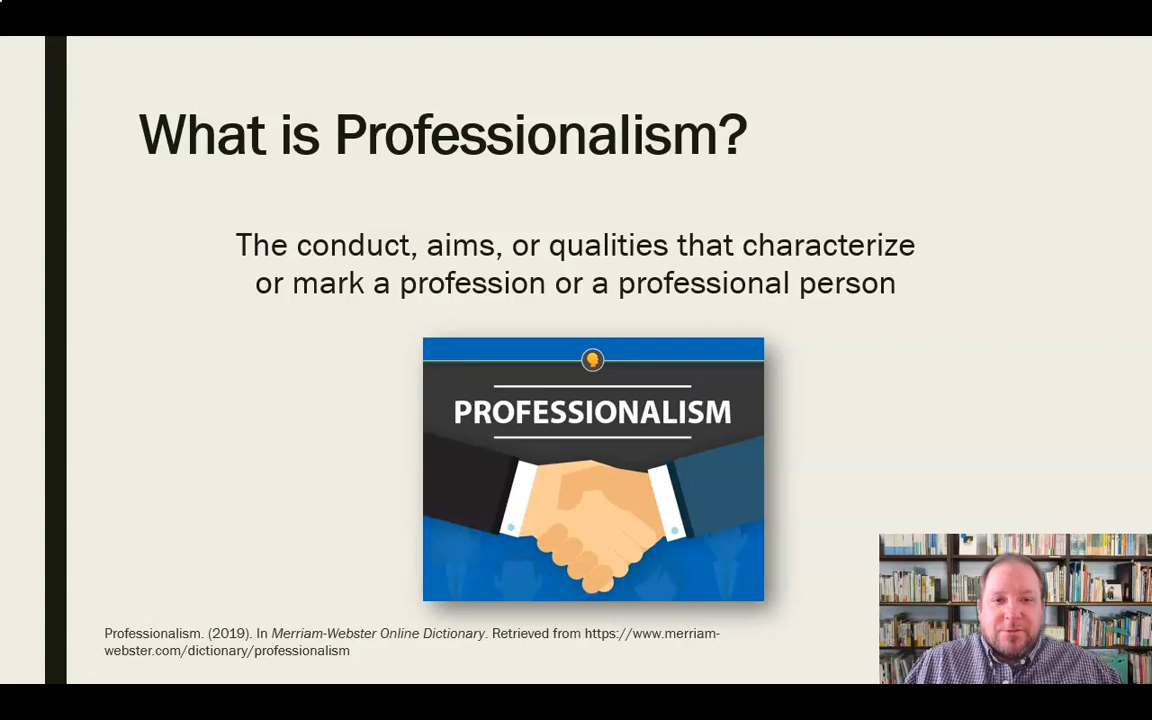 What is Professionalism?
The conduct, aims, or qualities that characterize
or mark a profession or a professional person
PROFESSIONALISM
Professionalism. (2019). In Merriam-Webster Online Dictionary. Retrieved from https://www.merriam-
webster.com/dictionary/professionalism